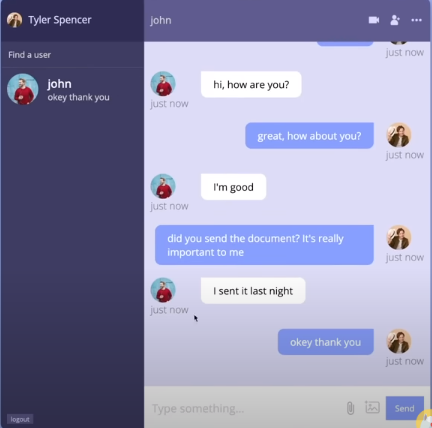 Tyler Spencer
john
Find a user
john
okey thank you
just now
hi, how are you?
just now
great, how about you?
just now
I'm good
just now
did you send the document? It's really
important to me
just now
I sent it last night
just now
okey thank you
just now
Type something...
Send
logout